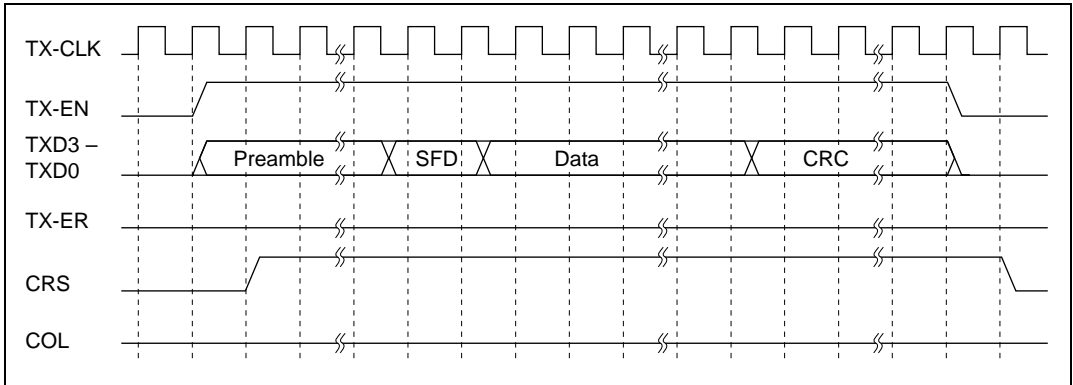 TX-CLK
TX-EN
TXD3 –
TXD0
Preamble
SFD
Data
CRC
TX-ER
CRS
COL